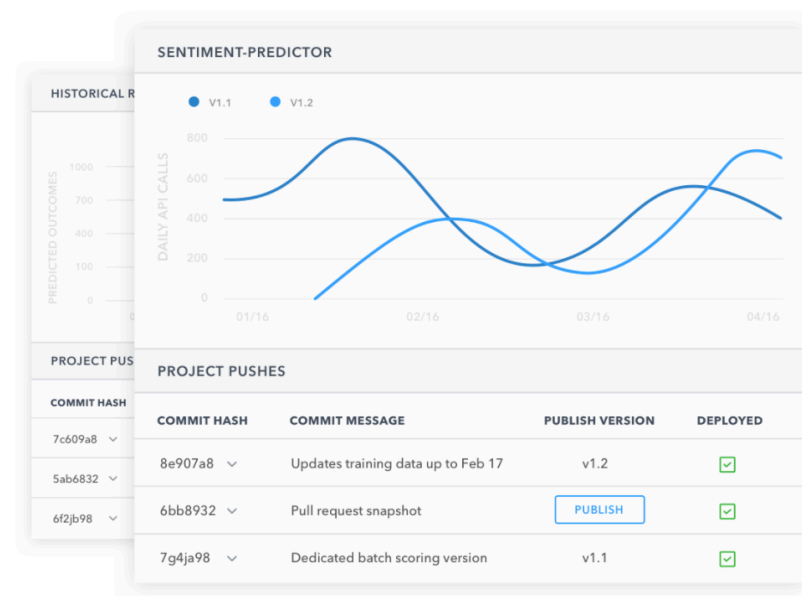 SENTIMENT-PREDICTOR
V1.1 V1.2
DAILY API CALLS
800
600
400
200
0
01/16 02/16 03/16 04/16
PROJECT PUSHES
COMMIT HASH COMMIT MESSAGE PUBLISH VERSION DEPLOYED
8e907a8 Updates training data up to Feb 17 v1.2
6bb8932 Pull request snapshot PUBLISH
7g4ja98 Dedicated batch scoring version v1.1
HISTORICAL R
PREDICTED OUTCOMES
1000
700
400
100
0
0
PROJECT PUS
COMMIT HASH
7c609a8
5ab6832
6f2jb98